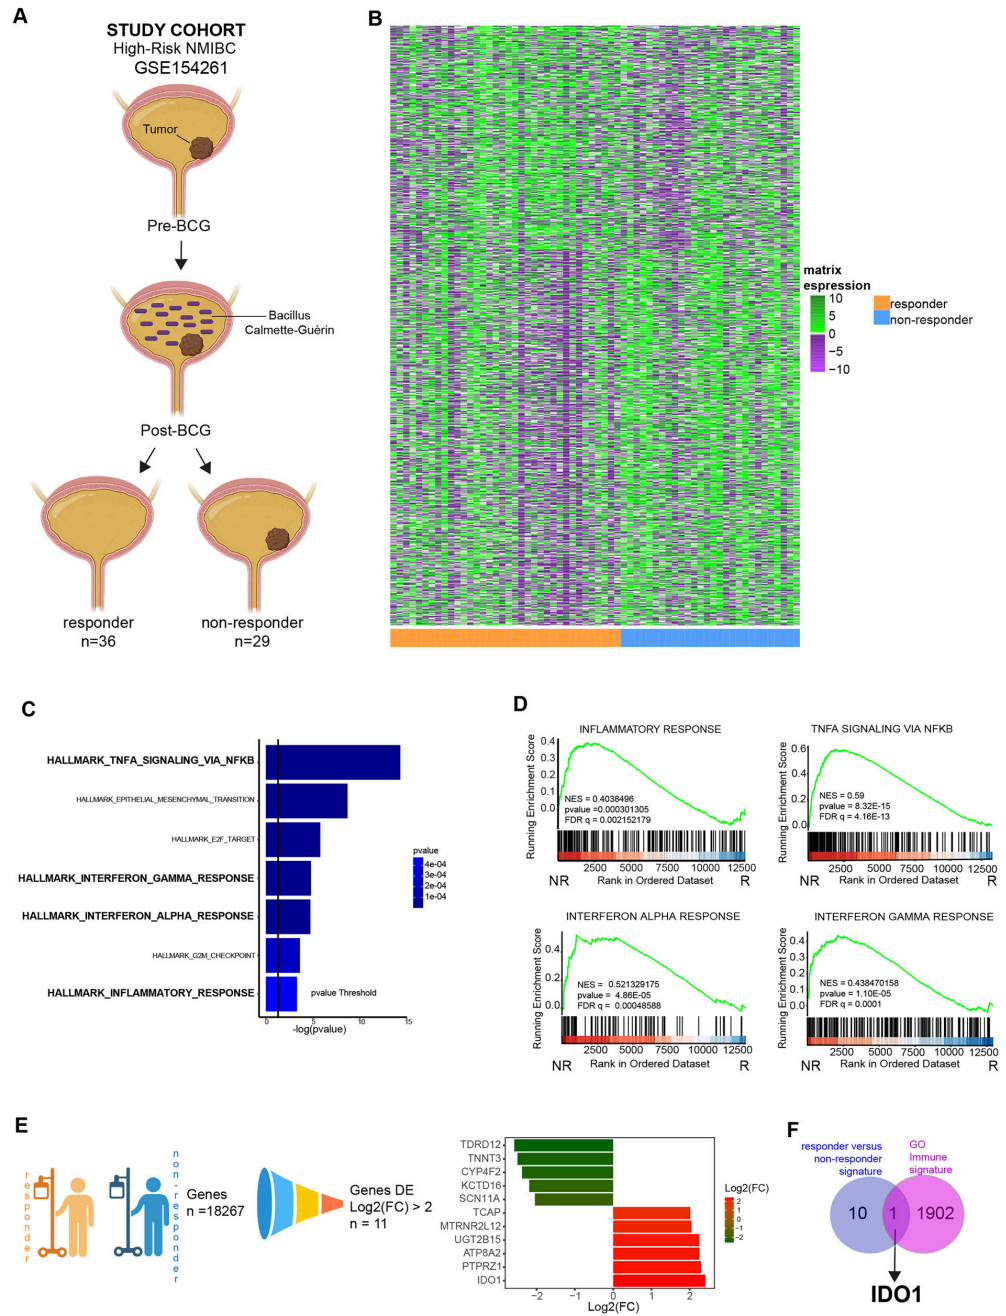 A
STUDY COHORT
High-Risk NMIBC
GSE154261
Tumor
Pre-BCG
Bacillus
Calmette-Guèrin
Post-BCG
responder
n=36
non-responder
n=29
B
matrix
espression
10
5
0
−5
−10
responder
non-responder
C
HALLMARK_TNFA_SIGNALING_VIA_NFKB
HALLMARK_EPITHELIAL_MESENCHYMAL_TRANSITION
HALLMARK_E2F_TARGET
HALLMARK_INTERFERON_GAMMA_RESPONSE
HALLMARK_INTERFERON_ALPHA_RESPONSE
HALLMARK_G2M_CHECKPOINT
HALLMARK_INFLAMMATORY_RESPONSE
pvalue Threshold
0 5 10 15
-log(pvalue)
pvalue
4e-04
3e-04
2e-04
1e-04
D
INFLAMMATORY RESPONSE
Running Enrichment Score
0.4
0.3
0.2
0.1
0.0
NES = 0.4038496
pvalue =0.000301305
FDR q = 0.002152179
2500 5000 7500 10000 12500
NR Rank in Ordered Dataset R
TNFA SIGNALING VIA NFKB
Running Enrichment Score
0.6
0.4
0.2
0.0
NES = 0.59
pvalue = 8.32E-15
FDR q = 4.16E-13
2500 5000 7500 10000 12500
NR Rank in Ordered Dataset R
INTERFERON ALPHA RESPONSE
Running Enrichment Score
0.4
0.2
0.0
NES = 0.521329175
pvalue = 4.86E-05
FDR q = 0.00048588
2500 5000 7500 10000 12500
NR Rank in Ordered Dataset R
INTERFERON GAMMA RESPONSE
Running Enrichment Score
0.4
0.3
0.2
0.1
0.0
NES = 0.438470158
pvalue = 1.10E-05
FDR q = 0.0001
2500 5000 7500 10000 12500
NR Rank in Ordered Dataset R
E
responder
non-responder
Genes
n =18267
Genes DE
Log2(FC) > 2
n = 11
TDRD12
TNNT3
CYP4F2
KCTD16
SCN11A
TCAP
MTRNR2L12
UGT2B15
ATP8A2
PTPRZ1
IDO1
−2 −1 0 1 2
Log2(FC)
Log2(FC)
2
1
0
−1
−2
F
responder versus
non-responder
signature
GO
Immune
signature
10 1 1902
IDO1